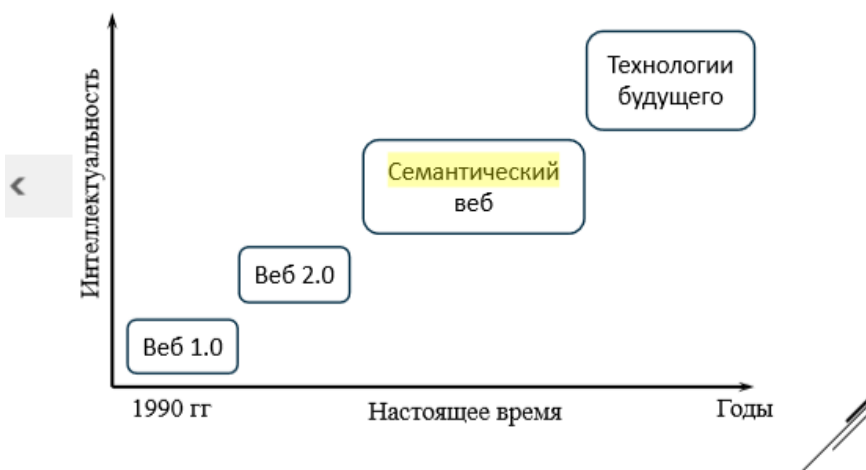 Технологии
будущего
Семантический
веб
Веб 2.0
Веб 1.0
Интеллектуальность
1990 гг
Настоящее время
Годы